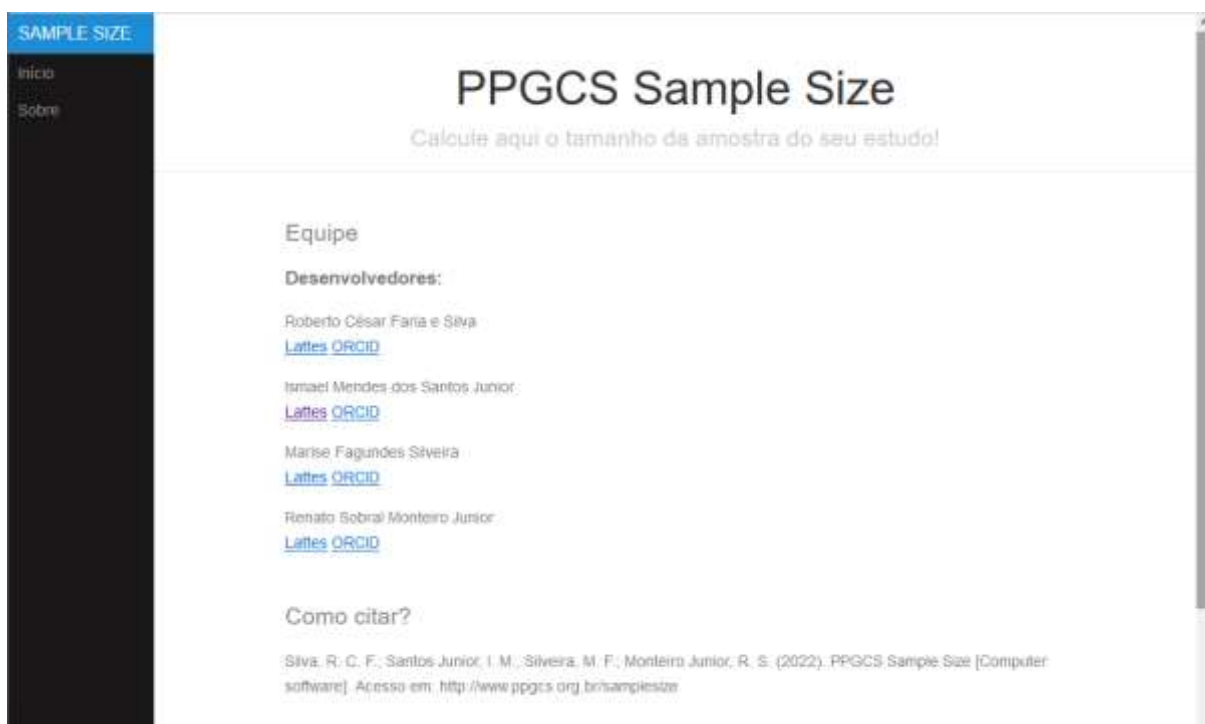 SAMPLE SIZE
Início
Sobre
PPGCS Sample Size
Calcule aqui o tamanho da amostra do seu estudo!
Equipe
Desenvolvedores:
Roberto César Faria e Silva
Lattes ORCID
Ismael Mendes dos Santos Junior
Lattes ORCID
Marise Fagundes Silveira
Lattes ORCID
Renato Sobral Monteiro Junior
Lattes ORCID
Como citar?
Silva, R. C. F.; Santos Junior, I. M.; Silveira, M. F.; Monteiro Junior, R. S. (2022). PPGCS Sample Size [Computer
software]. Acesso em: http://www.ppgcs.org.br/samplesize